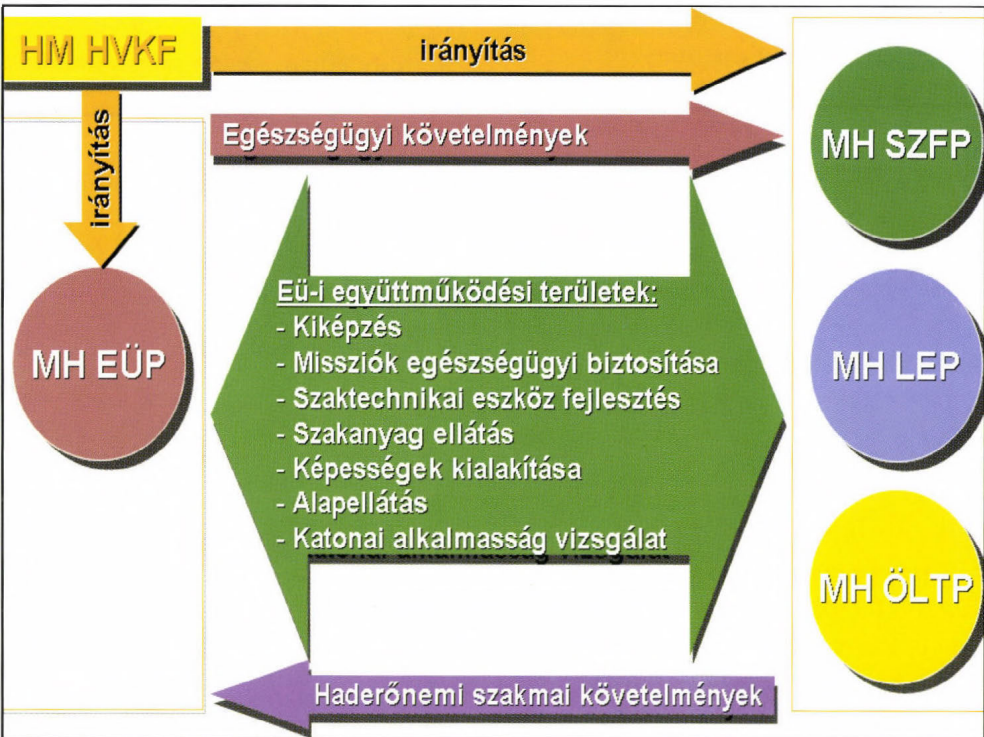 HM HVKF
irányítás
irányítás
Egészségügyi követelmények
MH SZFP
MH EÜP
Eü-i együttműködési területek:
- Kiképzés
- Missziók egészségügyi biztosítása
- Szaktechnikai eszköz fejlesztés
- Szakanyag ellátás
- Képességek kialakítása
- Alapellátás
- Katonai alkalmasság vizsgálat
MH LEP
MH ÖLTP
Haderőnemi szakmai követelmények